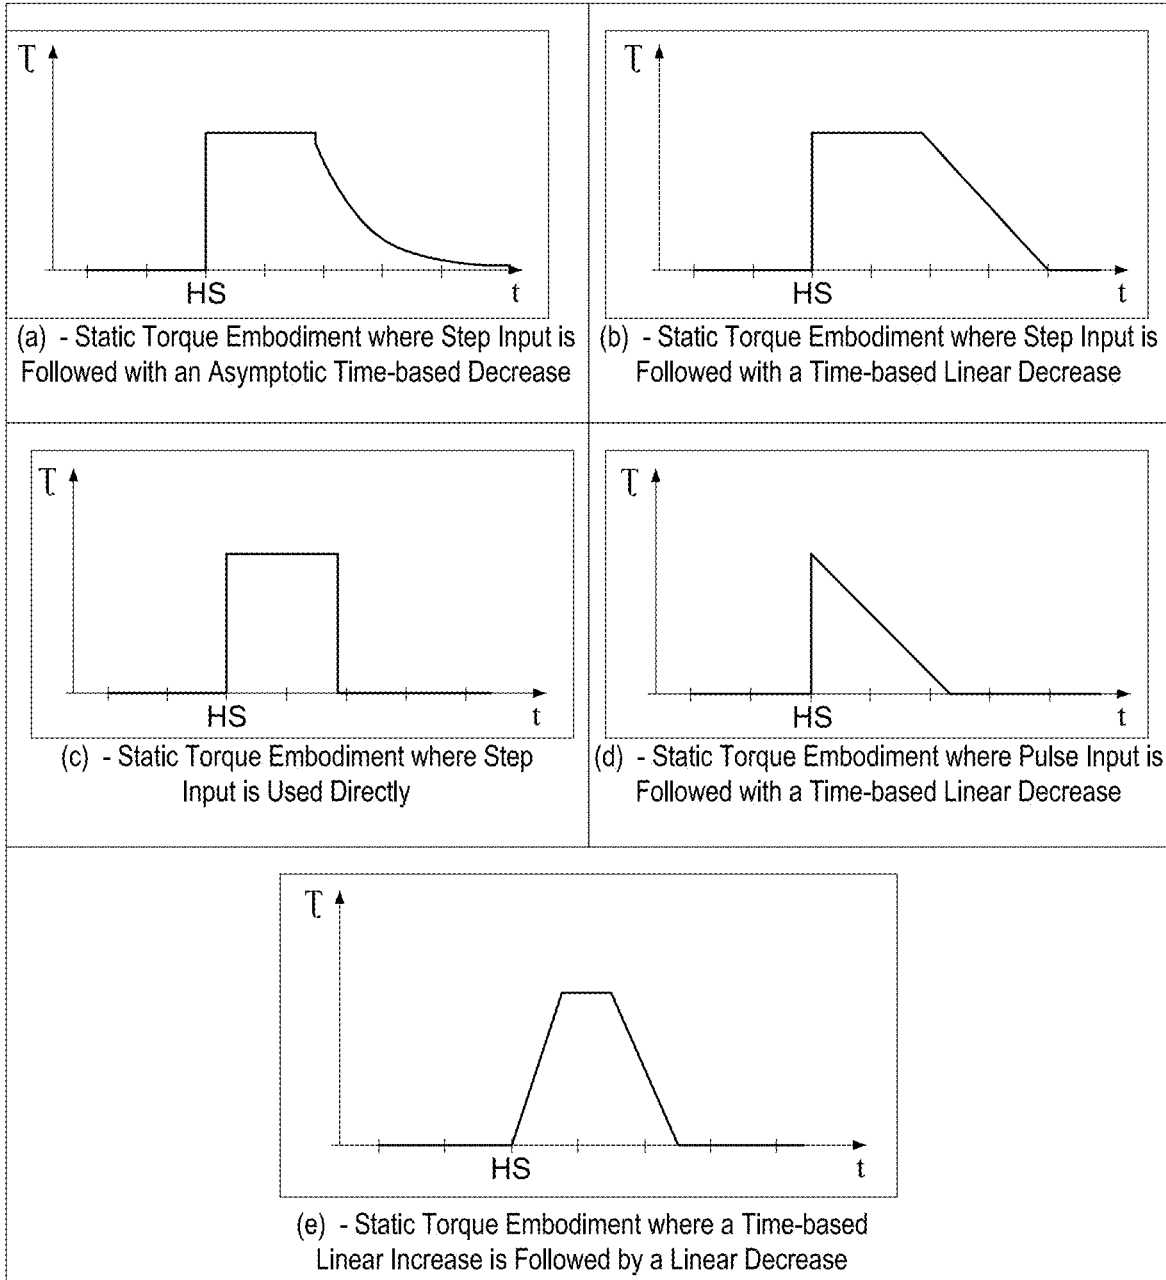 τ
HS
t
(a) - Static Torque Embodiment where Step Input is
Followed with an Asymptotic Time-based Decrease
τ
HS
t
(b) - Static Torque Embodiment where Step Input is
Followed with a Time-based Linear Decrease
τ
HS
t
(c) - Static Torque Embodiment where Step
Input is Used Directly
τ
HS
t
(d) - Static Torque Embodiment where Pulse Input is
Followed with a Time-based Linear Decrease
τ
HS
t
(e) - Static Torque Embodiment where a Time-based
Linear Increase is Followed by a Linear Decrease